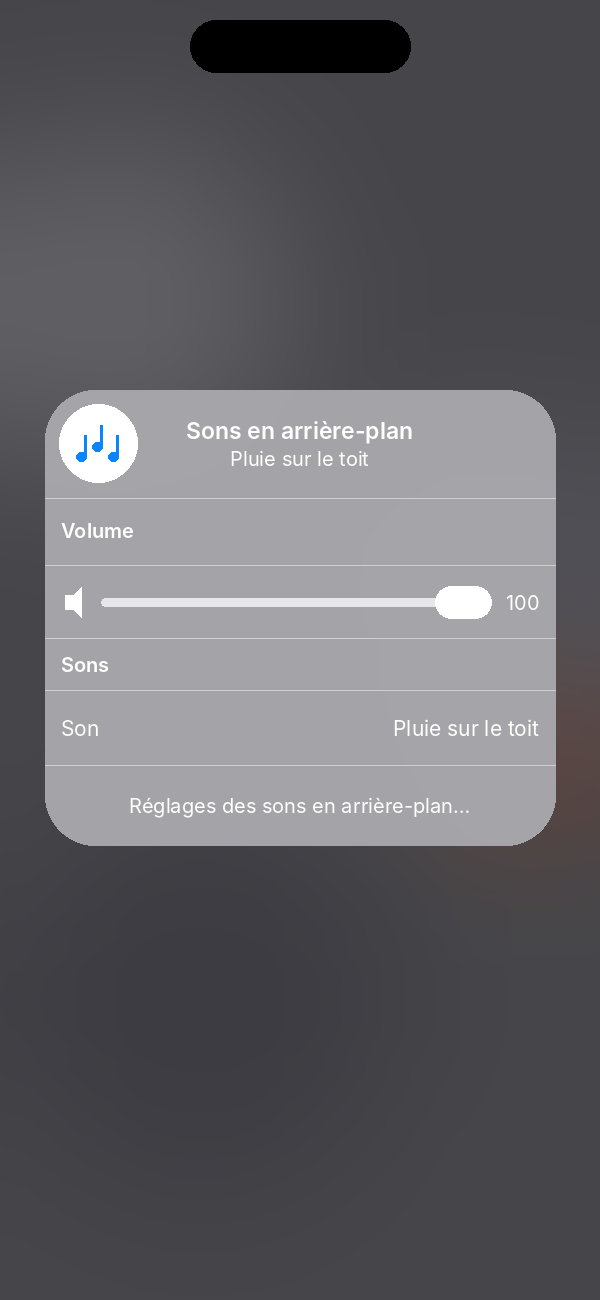 Sons en arrière-plan
Pluie sur le toit
Volume
100
Sons
Son Pluie sur le toit
Réglages des sons en arrière-plan...